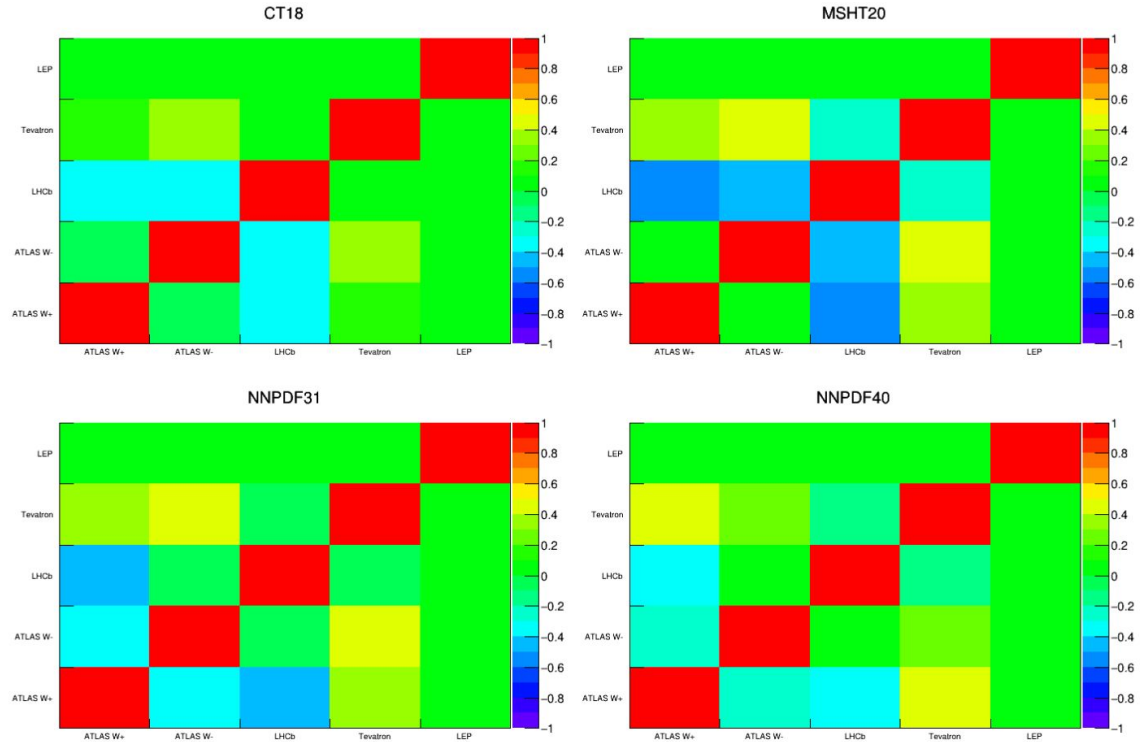 CT18
LEP
Tevatron
LHCb
ATLAS W-
ATLAS W+
ATLAS W+ ATLAS W- LHCb Tevatron LEP
1
0.8
0.6
0.4
0.2
0
−0.2
−0.4
−0.6
−0.8
−1
MSHT20
LEP
Tevatron
LHCb
ATLAS W-
ATLAS W+
ATLAS W+ ATLAS W- LHCb Tevatron LEP
1
0.8
0.6
0.4
0.2
0
−0.2
−0.4
−0.6
−0.8
−1
NNPDF31
LEP
Tevatron
LHCb
ATLAS W-
ATLAS W+
ATLAS W+ ATLAS W- LHCb Tevatron LEP
1
0.8
0.6
0.4
0.2
0
−0.2
−0.4
−0.6
−0.8
−1
NNPDF40
LEP
Tevatron
LHCb
ATLAS W-
ATLAS W+
ATLAS W+ ATLAS W- LHCb Tevatron LEP
1
0.8
0.6
0.4
0.2
0
−0.2
−0.4
−0.6
−0.8
−1